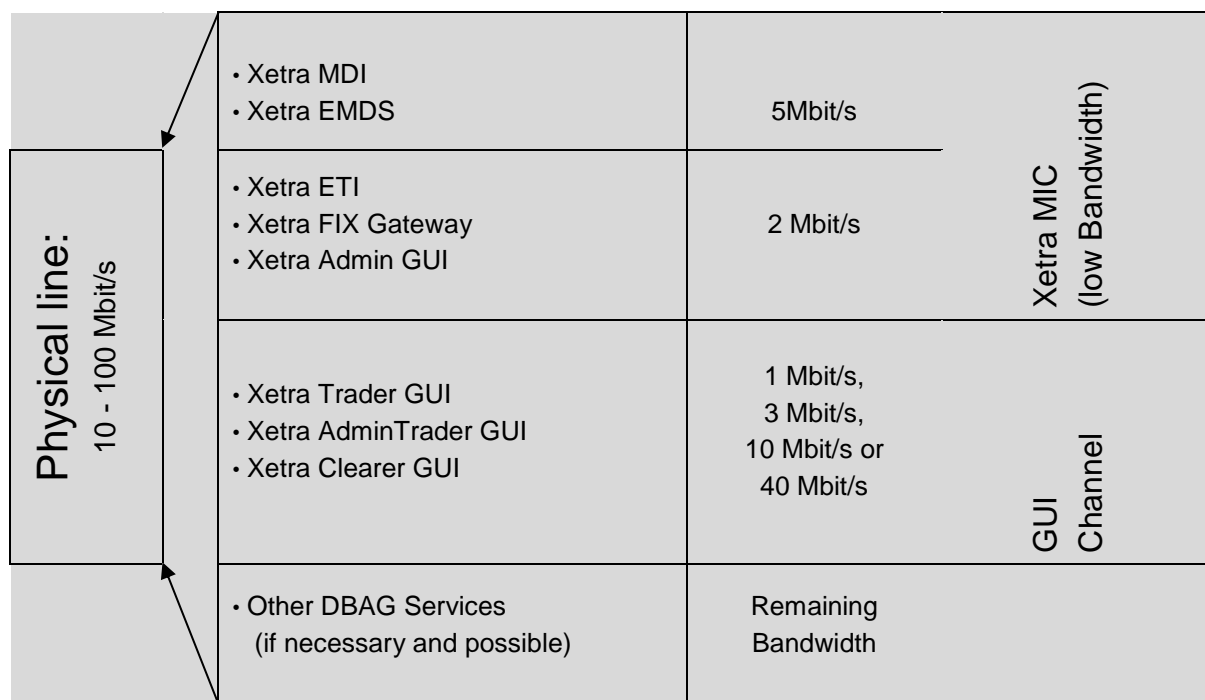 • Xetra MDI
• Xetra EMDS
5Mbit/s
• Xetra ETI
• Xetra FIX Gateway
• Xetra Admin GUI
2 Mbit/s
Xetra MIC
(low Bandwidth)
Physical line:
10 - 100 Mbit/s
• Xetra Trader GUI
• Xetra AdminTrader GUI
• Xetra Clearer GUI
1 Mbit/s,
3 Mbit/s,
10 Mbit/s or
40 Mbit/s
GUI
Channel
• Other DBAG Services
(if necessary and possible)
Remaining
Bandwidth